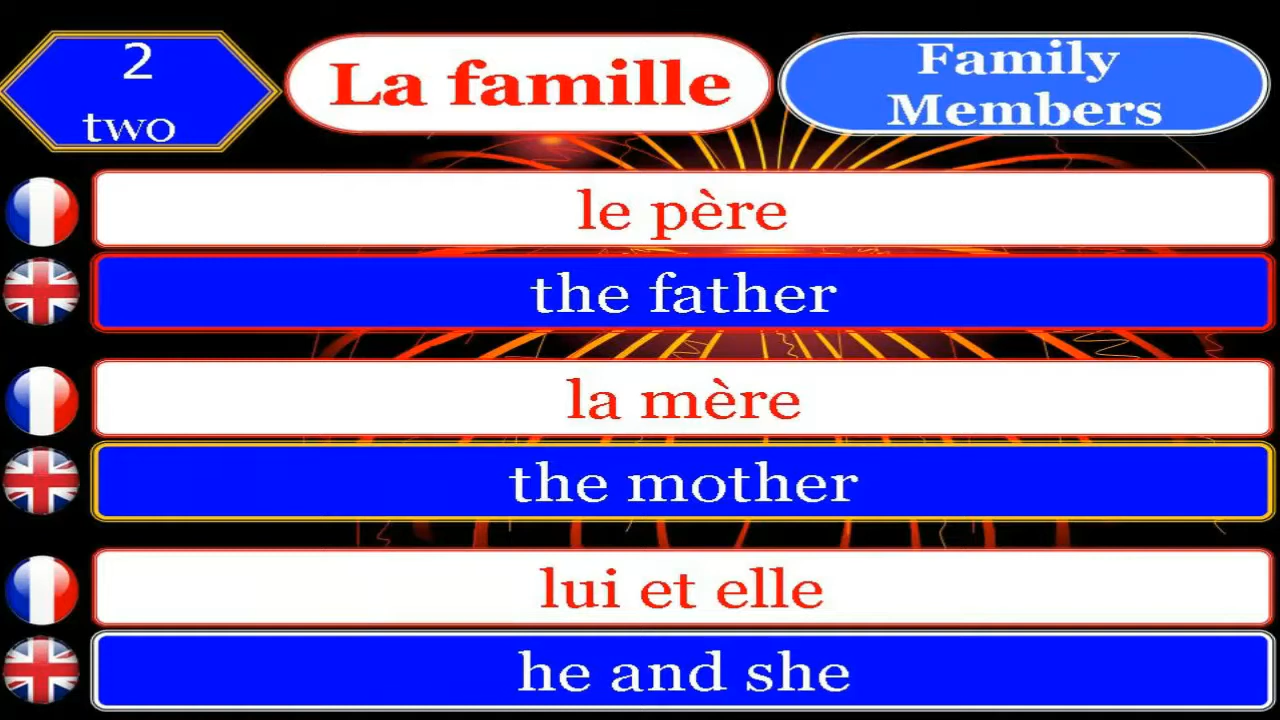 2
two
La famille
Family
Members
le père
the father
la mère
the mother
lui et elle
he and she